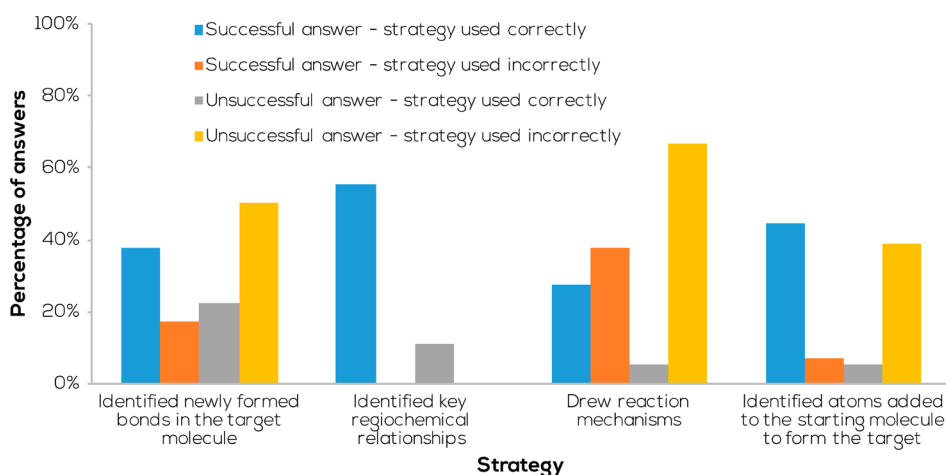 100%
80%
60%
40%
20%
0%
Percentage of answers
Successful answer - strategy used correctly
Successful answer - strategy used incorrectly
Unsuccessful answer - strategy used correctly
Unsuccessful answer - strategy used incorrectly
Identified newly formed
bonds in the target
molecule
Identified key
regiochemical
relationships
Drew reaction
mechanisms
Identified atoms added
to the starting molecule
to form the target
Strategy